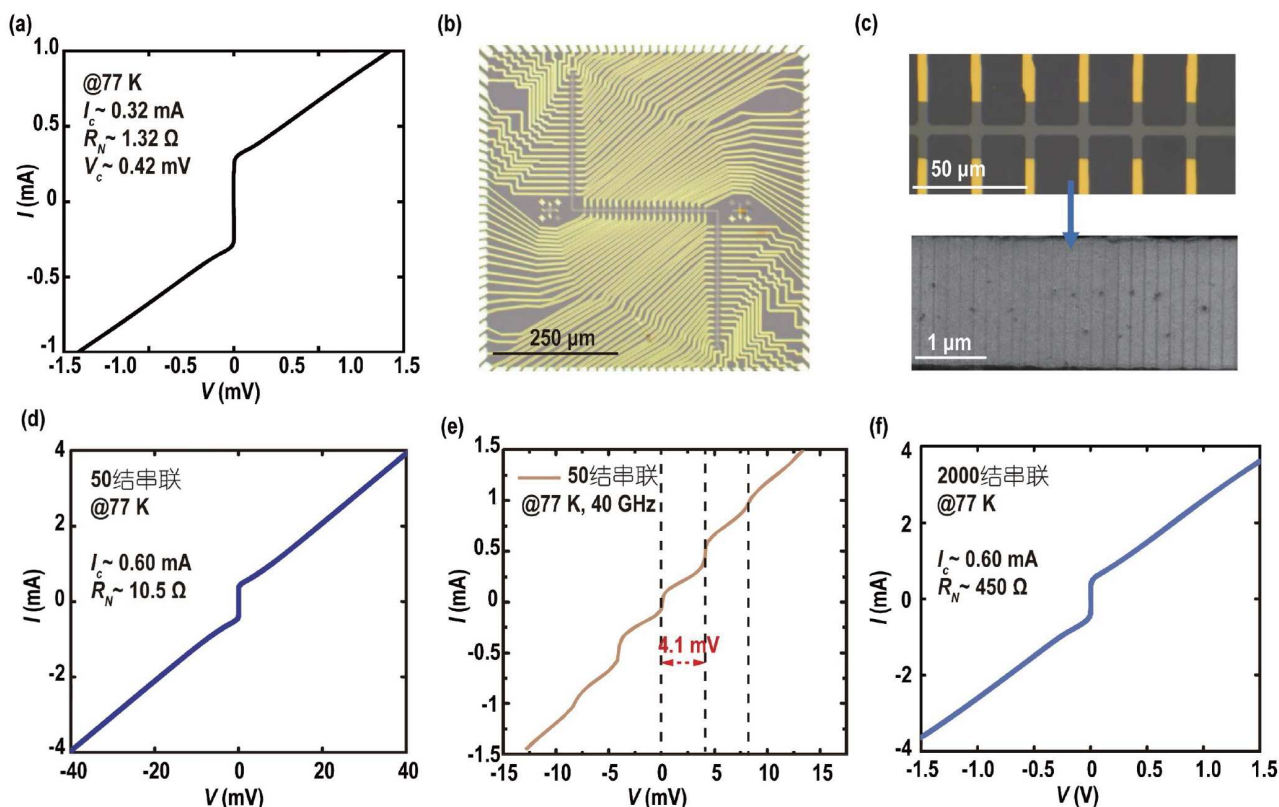 (a)
1.0
0.5
0
-0.5
-1
I (mA)
@77 K
I_c ~ 0.32 mA
R_N ~ 1.32 Ω
V_c ~ 0.42 mV
-1.5 -0.5 0 0.5 1.5
V (mV)
(b)
250 μm
(c)
50 μm
1 μm
(d)
4
2
0
-2
-4
I (mA)
50结串联
@77 K
I_c ~ 0.60 mA
R_N ~ 10.5 Ω
-40 -20 0 20 40
V (mV)
(e)
1.5
1.0
0.5
0
-0.5
-1.0
-1.5
I (mA)
50结串联
@77 K, 40 GHz
4.1 mV
-15 -10 -5 0 5 10 15
V (mV)
(f)
4
2
0
-2
-4
I (mA)
2000结串联
@77 K
I_c ~ 0.60 mA
R_N ~ 450 Ω
-1.5 -1.0 -0.5 0 0.5 1.0 1.5
V (V)